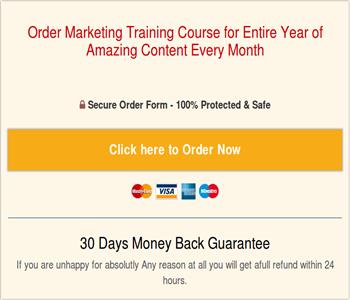 Order Marketing Training Course for Entire Year of
Amazing Content Every Month
Secure Order Form - 100% Protected & Safe
Click here to Order Now
MasterCard VISA Maestro
30 Days Money Back Guarantee
If you are unhappy for absolutly Any reason at all you will get afull refund within 24
hours.